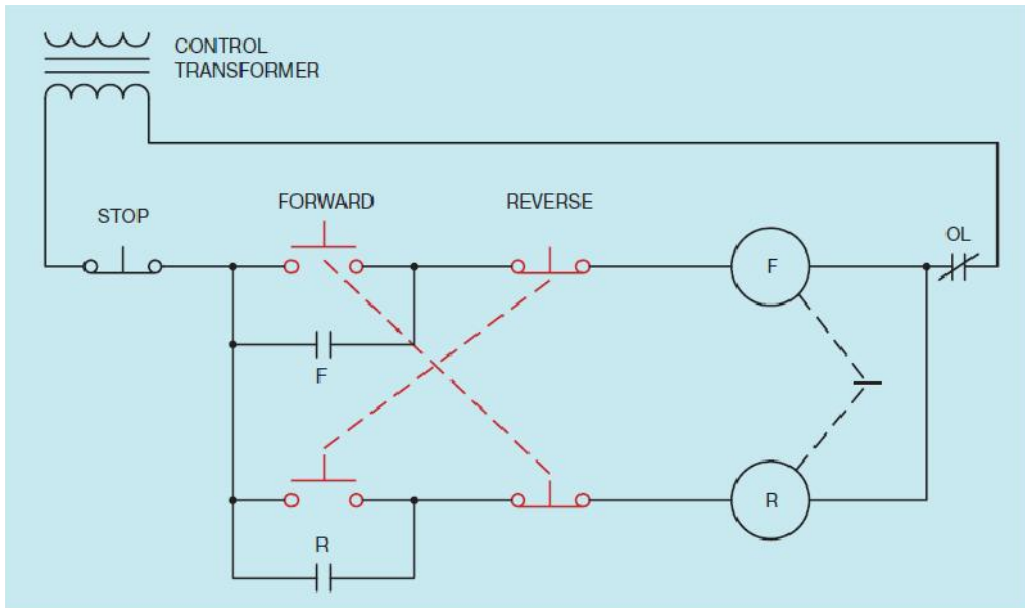 CONTROL
TRANSFORMER
FORWARD
REVERSE
STOP
OL
F
F
R
R